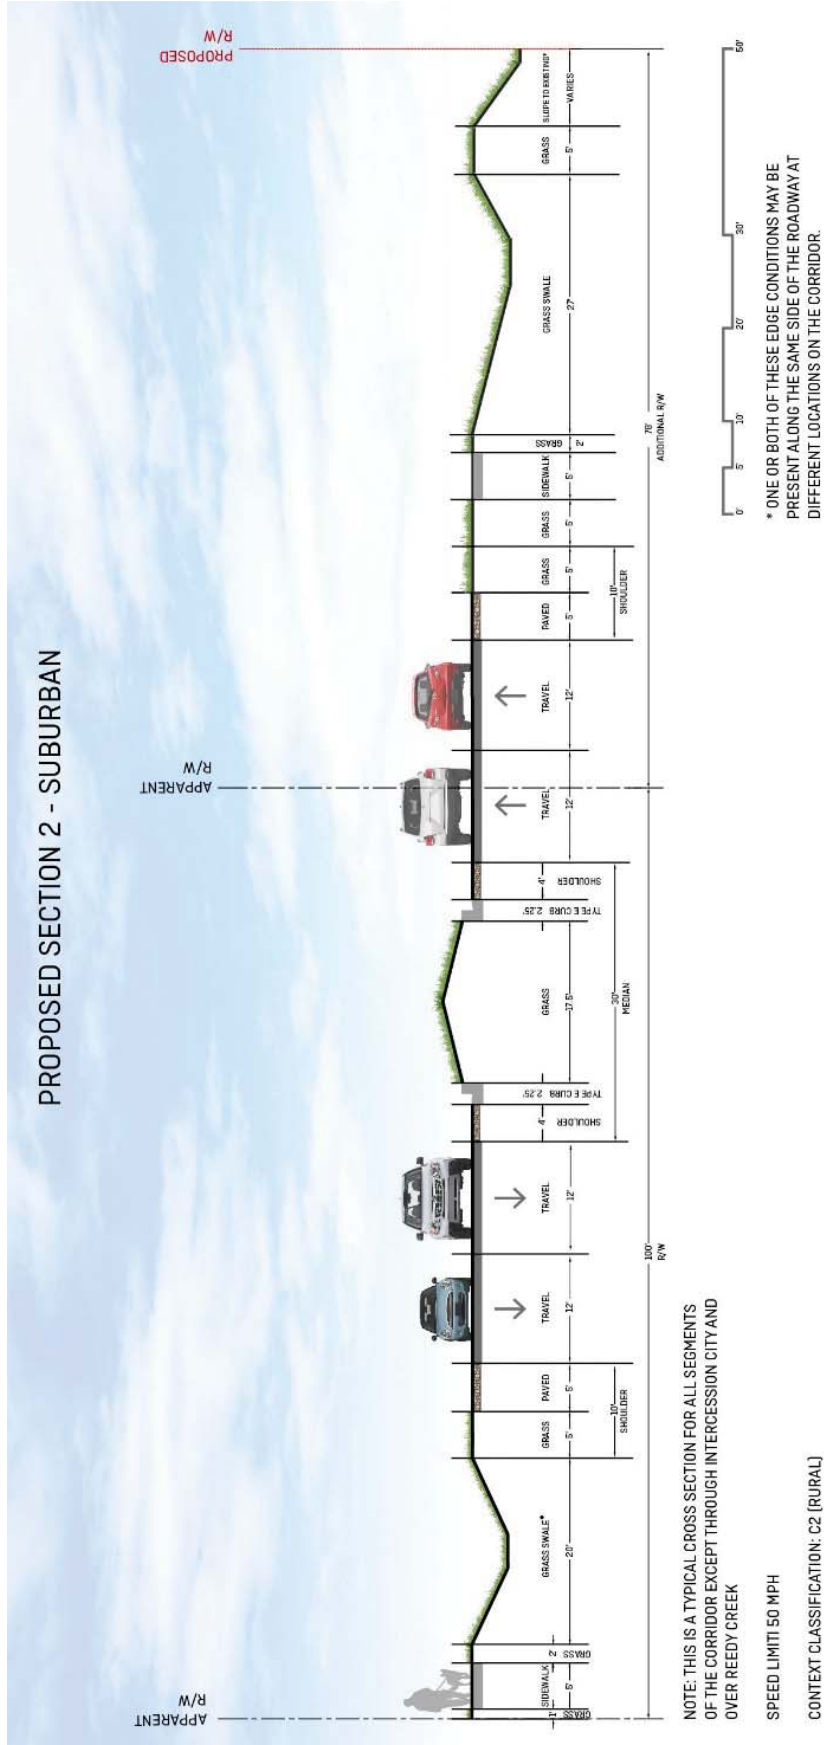 PROPOSED SECTION 2 - SUBURBAN
APPARENT
R/W
APPARENT
R/W
PROPOSED
R/W
GRASS
1'
SIDEWALK
5'
GRASS
2'
GRASS SWALE*
20'
GRASS
5'
PAVED
5'
10'
SHOULDER
TRAVEL
12'
TRAVEL
12'
SHOULDER
4'
TYPE E CURB 2.25'
GRASS
17.5'
TYPE E CURB 2.25'
SHOULDER
4'
30'
MEDIAN
TRAVEL
12'
TRAVEL
12'
PAVED
5'
GRASS
5'
10'
SHOULDER
GRASS
5'
SIDEWALK
5'
GRASS
2'
GRASS SWALE
27'
GRASS
5'
SLOPE TO EXISTING*
VARIES
100'
R/W
78'
ADDITIONAL R/W
NOTE: THIS IS A TYPICAL CROSS SECTION FOR ALL SEGMENTS
OF THE CORRIDOR EXCEPT THROUGH INTERCESSION CITY AND
OVER REEDY CREEK
SPEED LIMITI 50 MPH
CONTEXT CLASSIFICATION: C2 (RURAL)
0' 5' 10' 20' 30' 50'
* ONE OR BOTH OF THESE EDGE CONDITIONS MAY BE
PRESENT ALONG THE SAME SIDE OF THE ROADWAY AT
DIFFERENT LOCATIONS ON THE CORRIDOR.